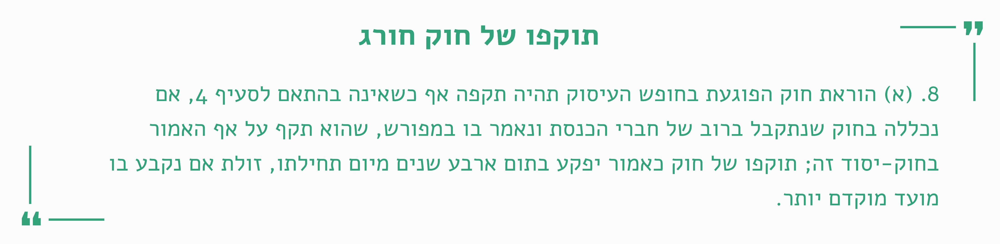 תוקפו של חוק חורג
8. (א) הוראת חוק הפוגעת בחופש העיסוק תהיה תקפה אף כשאינה בהתאם לסעיף 4, אם
נכללה בחוק שנתקבל ברוב של חברי הכנסת ונאמר בו במפורש, שהוא תקף על אף האמור
בחוק-יסוד זה; תוקפו של חוק כאמור יפקע בתום ארבע שנים מיום תחילתו, זולת אם נקבע בו
מועד מוקדם יותר.